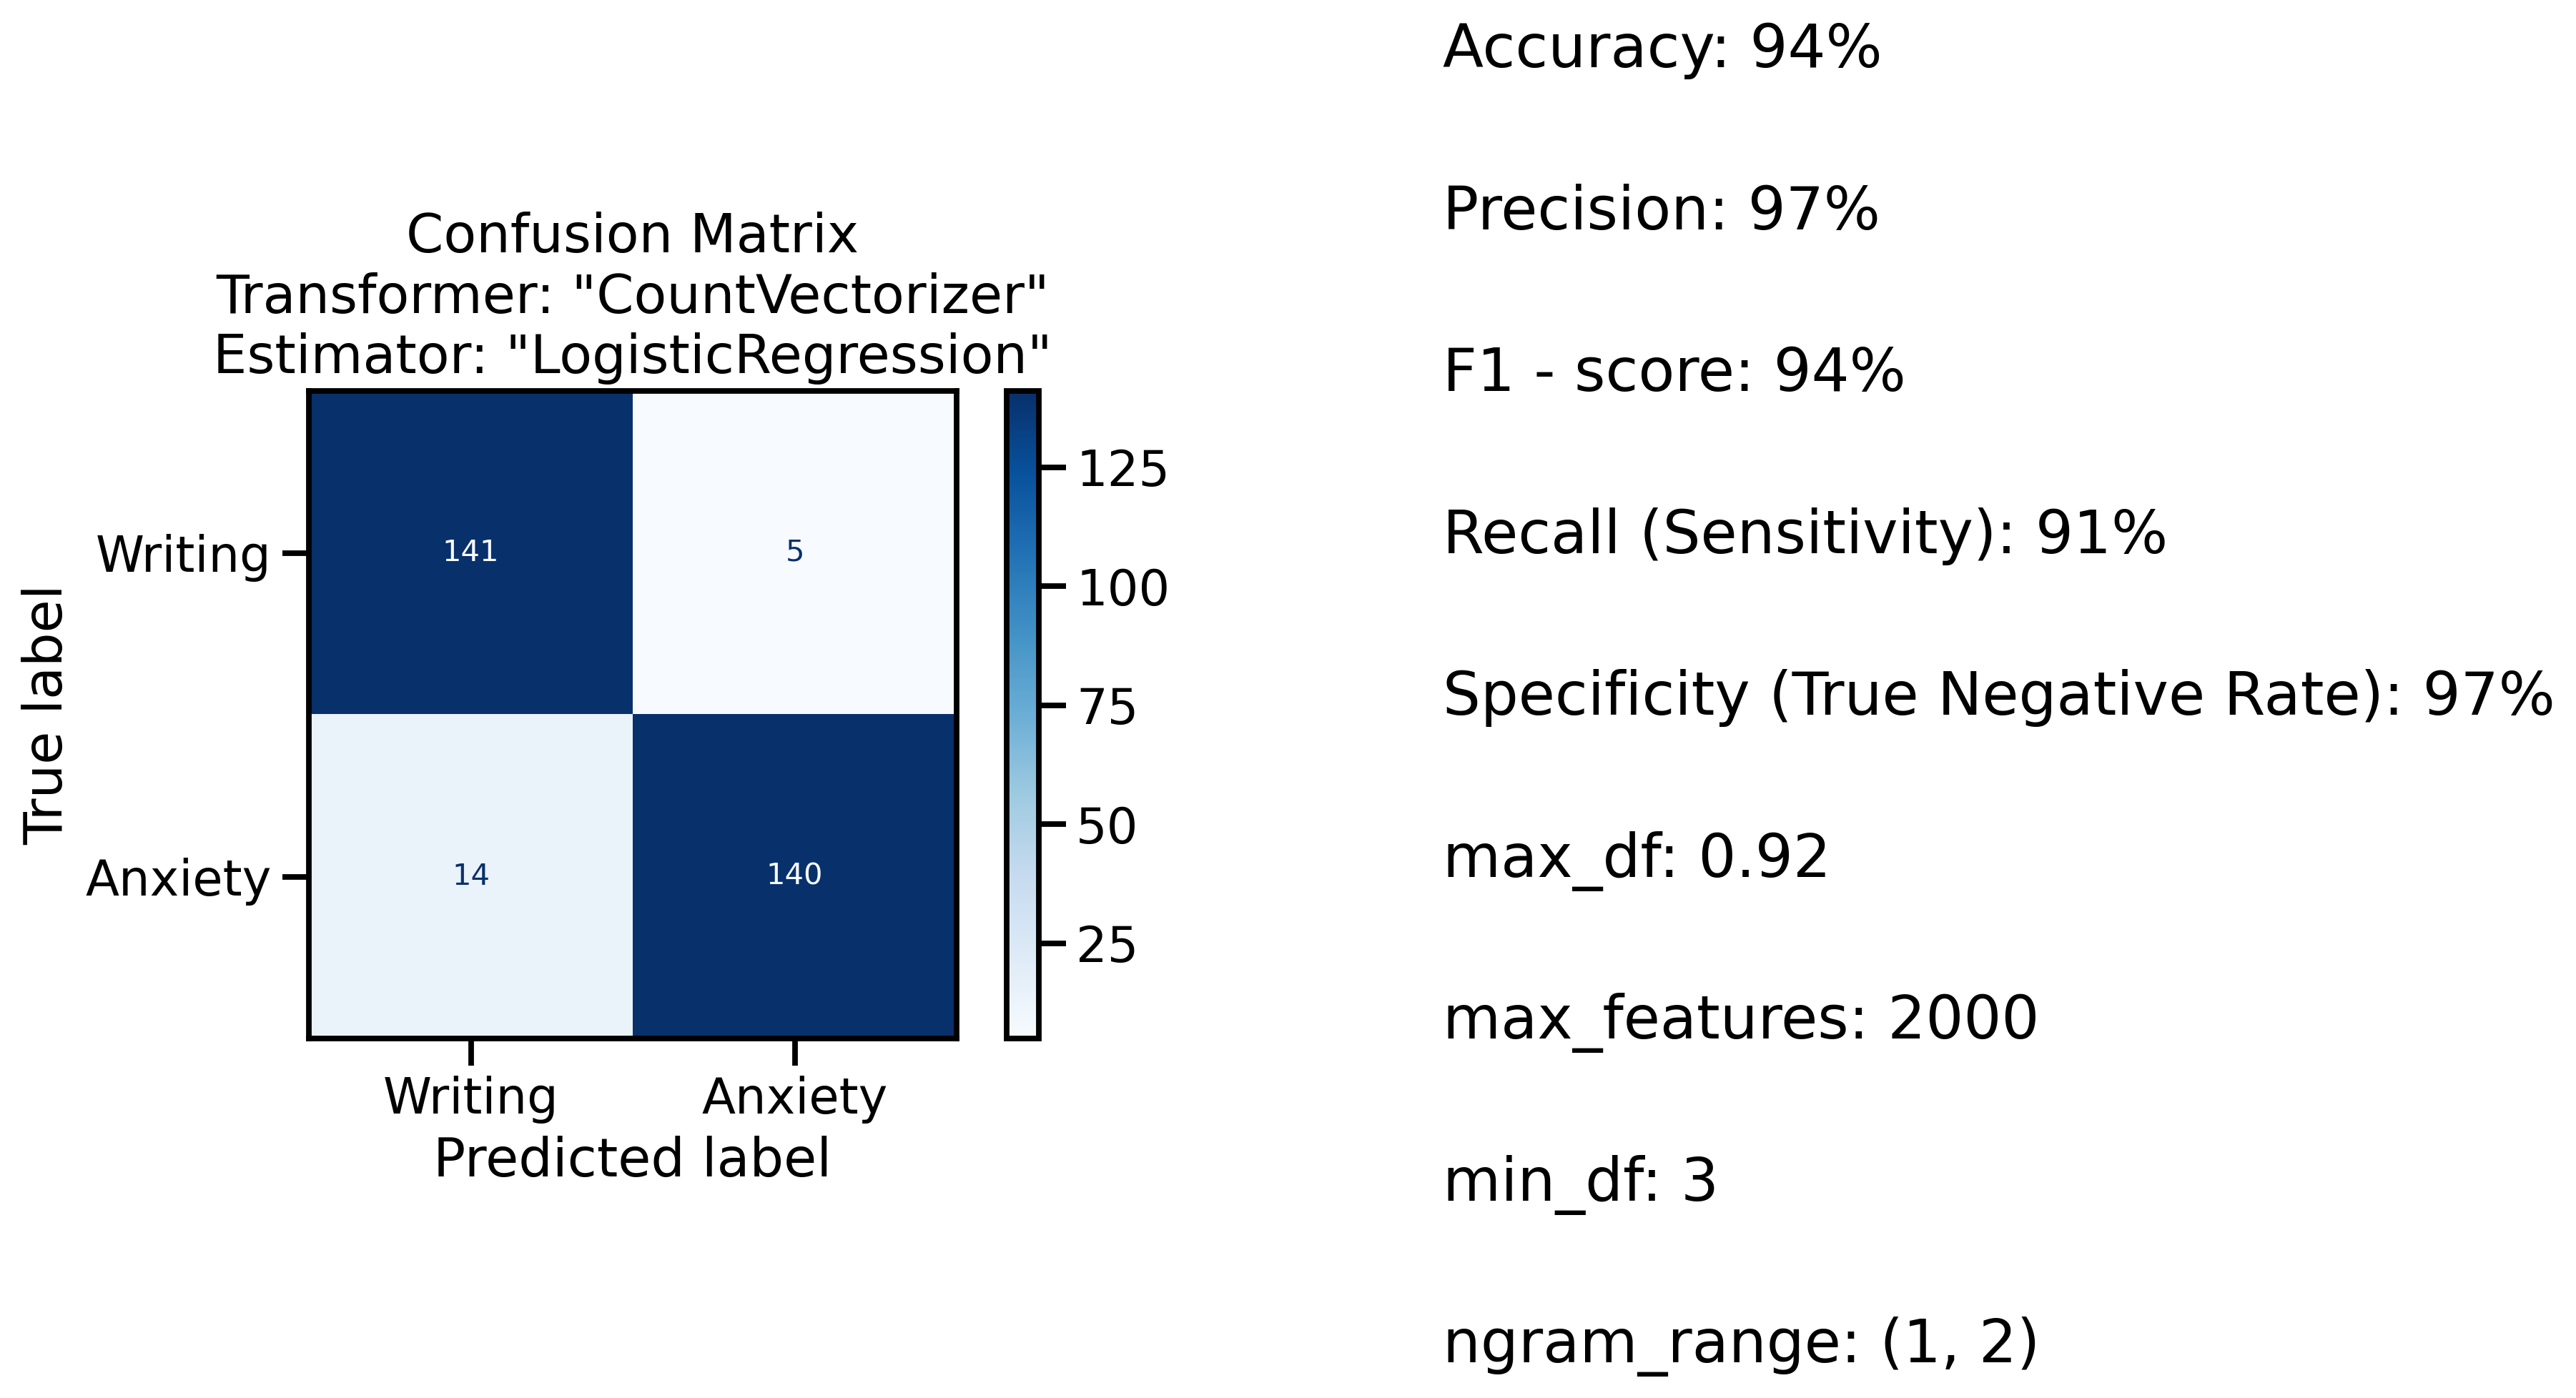 Confusion Matrix
Transformer: "CountVectorizer"
Estimator: "LogisticRegression"
True label
Writing
Anxiety
141
5
14
140
Writing
Anxiety
Predicted label
125
100
75
50
25
Accuracy: 94%
Precision: 97%
F1 - score: 94%
Recall (Sensitivity): 91%
Specificity (True Negative Rate): 97%
max_df: 0.92
max_features: 2000
min_df: 3
ngram_range: (1, 2)